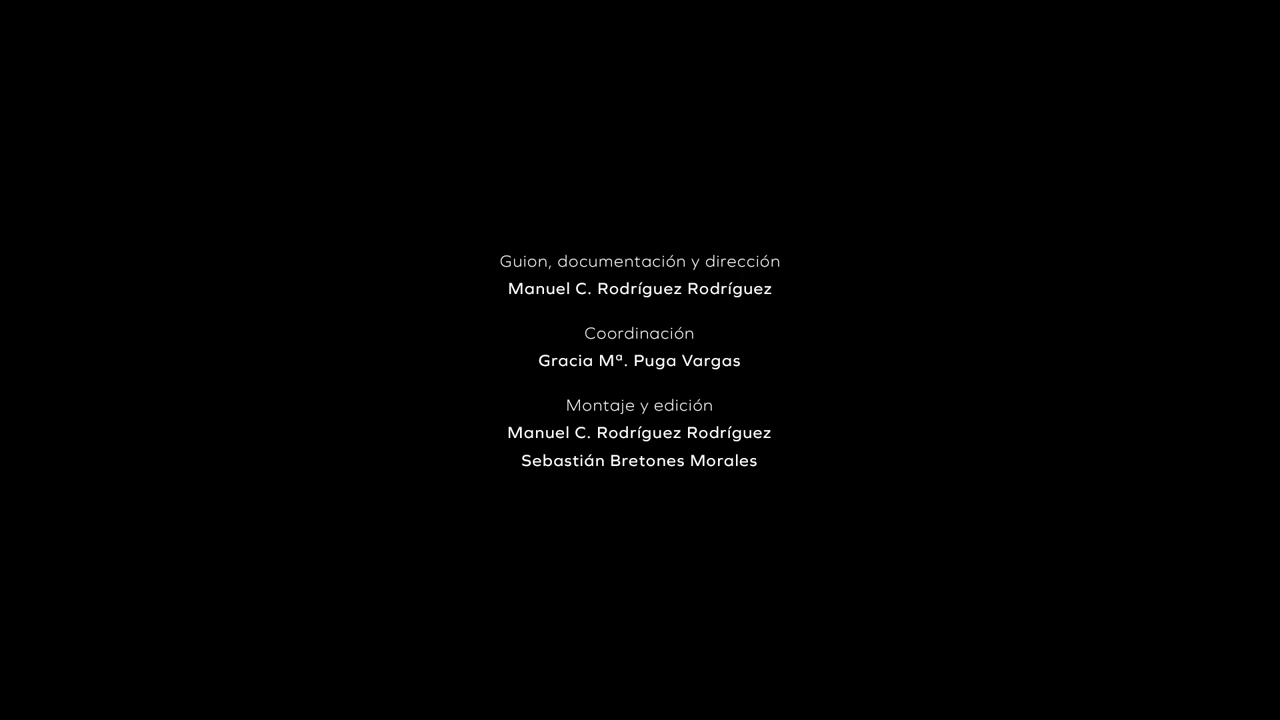 Guion, documentación y dirección
Manuel C. Rodríguez Rodríguez
Coordinación
Gracia Mª. Puga Vargas
Montaje y edición
Manuel C. Rodríguez Rodríguez
Sebastián Bretones Morales